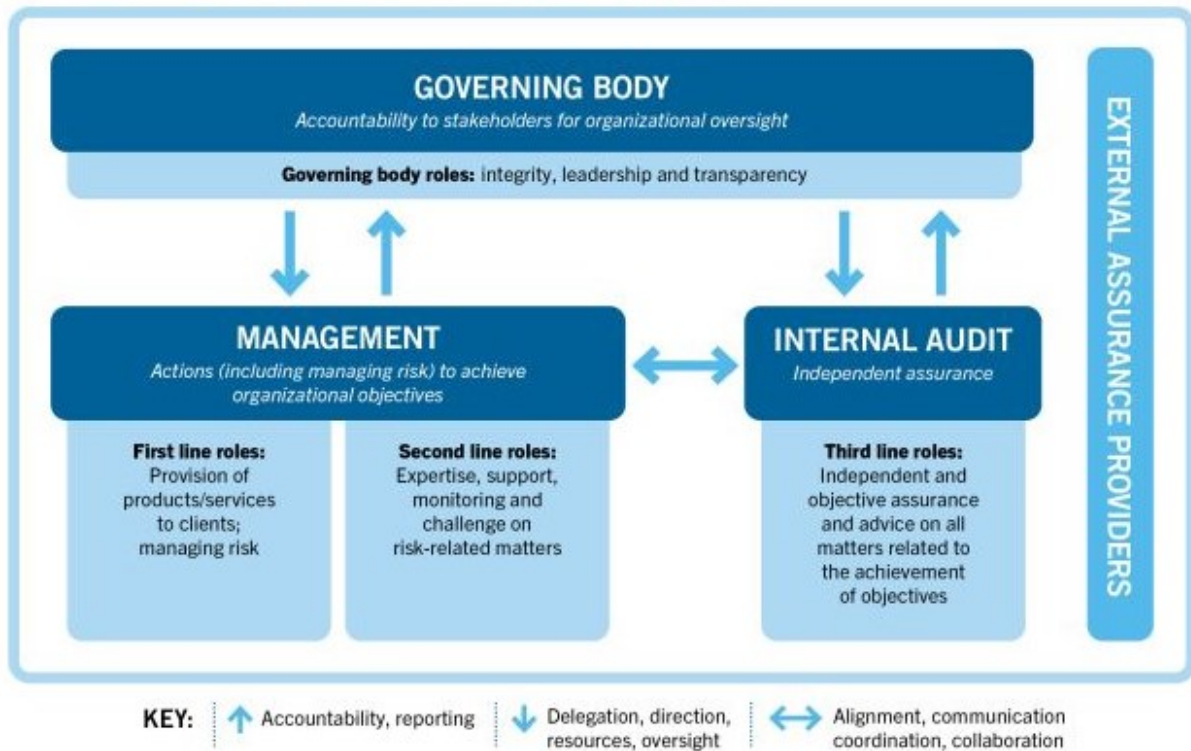 GOVERNING BODY
Accountability to stakeholders for organizational oversight
Governing body roles: integrity, leadership and transparency
MANAGEMENT
Actions (including managing risk) to achieve
organizational objectives
INTERNAL AUDIT
Independent assurance
First line roles:
Provision of
products/services
to clients;
managing risk
Second line roles:
Expertise, support,
monitoring and
challenge on
risk-related matters
Third line roles:
Independent and
objective assurance
and advice on all
matters related to
the achievement
of objectives
EXTERNAL ASSURANCE PROVIDERS
KEY:
Accountability, reporting
Delegation, direction,
resources, oversight
Alignment, communication
coordination, collaboration